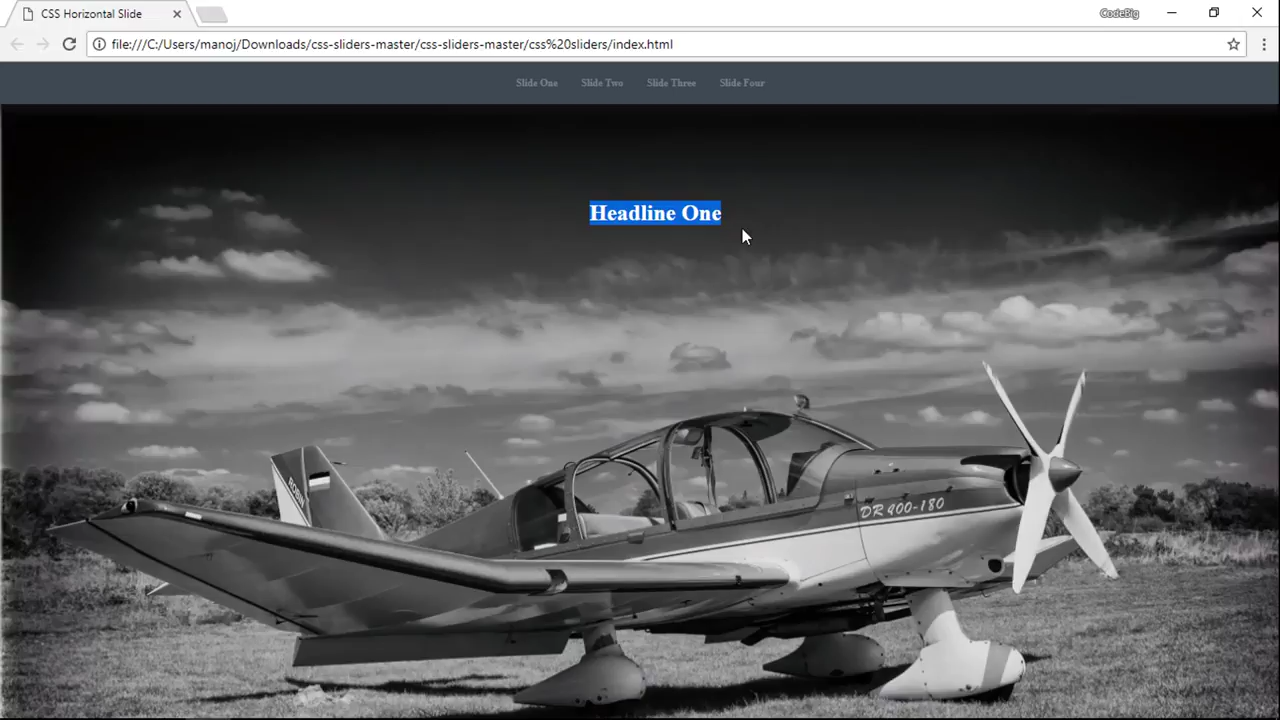 CSS Horizontal Slide
CodeBig
file:///C:/Users/manoj/Downloads/css-sliders-master/css-sliders-master/css%20sliders/index.html
Slide One Slide Two Slide Three Slide Four
Headline One
ROBIN
DR 400-180